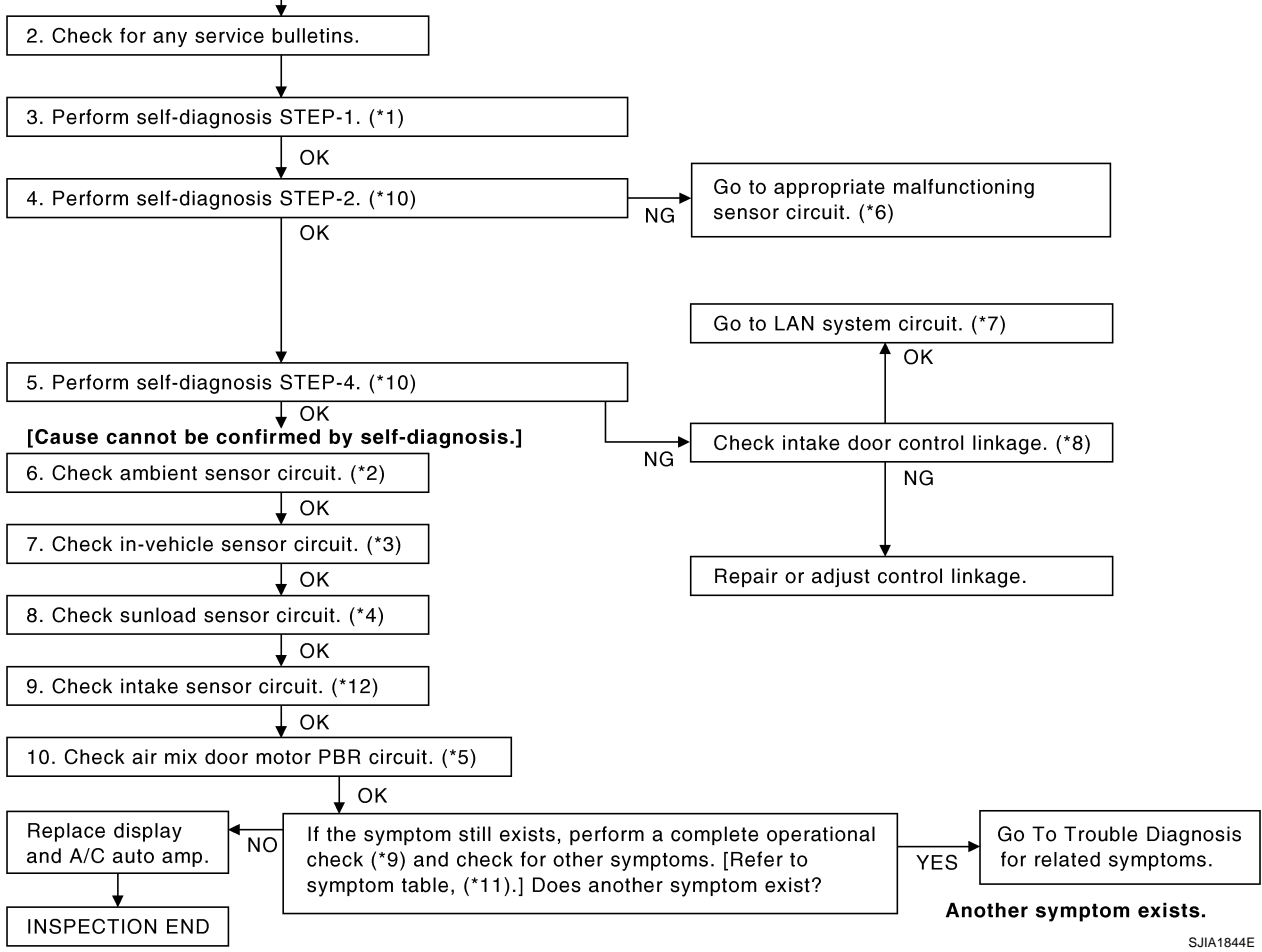 2. Check for any service bulletins.
3. Perform self-diagnosis STEP-1. (*1)
OK
4. Perform self-diagnosis STEP-2. (*10)
NG
Go to appropriate malfunctioning
sensor circuit. (*6)
OK
Go to LAN system circuit. (*7)
OK
5. Perform self-diagnosis STEP-4. (*10)
OK
[Cause cannot be confirmed by self-diagnosis.]
NG
Check intake door control linkage. (*8)
NG
Repair or adjust control linkage.
6. Check ambient sensor circuit. (*2)
OK
7. Check in-vehicle sensor circuit. (*3)
OK
8. Check sunload sensor circuit. (*4)
OK
9. Check intake sensor circuit. (*12)
OK
10. Check air mix door motor PBR circuit. (*5)
OK
If the symptom still exists, perform a complete operational
check (*9) and check for other symptoms. [Refer to
symptom table, (*11).] Does another symptom exist?
NO
Replace display
and A/C auto amp.
INSPECTION END
YES
Go To Trouble Diagnosis
for related symptoms.
Another symptom exists.
SJIA1844E